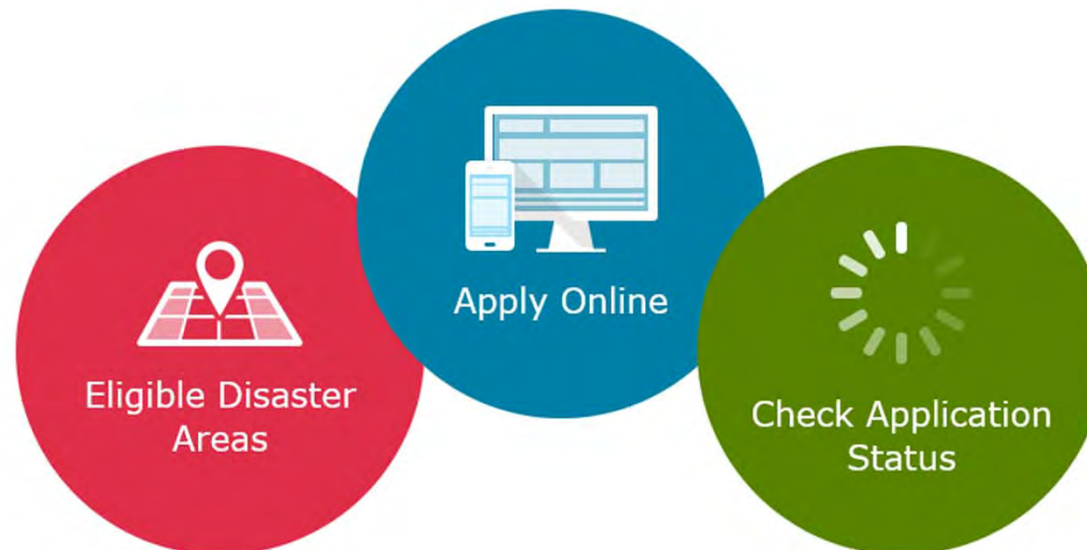 Eligible Disaster
Areas
Apply Online
Check Application
Status